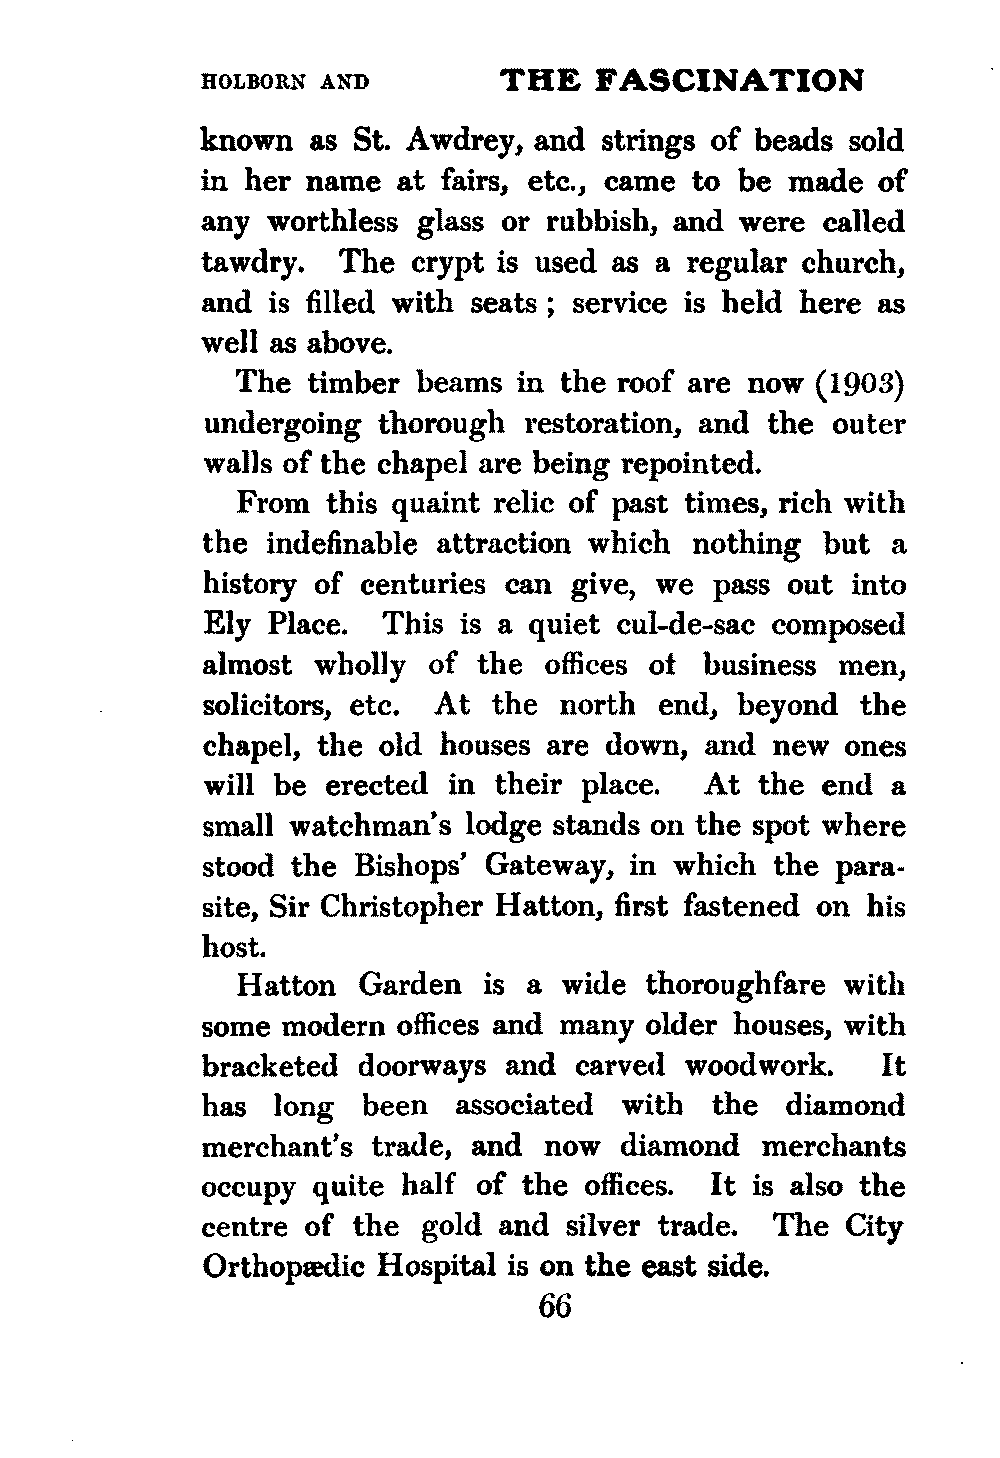 HOLBORN AND THE FASCINATION
known as St. Awdrey, and strings of beads sold
in her name at fairs, etc., came to be made of
any worthless glass or rubbish, and were called
tawdry. The crypt is used as a regular church,
and is filled with seats ; service is held here as
well as above.
The timber beams in the roof are now (1903)
undergoing thorough restoration, and the outer
walls of the chapel are being repointed.
From this quaint relic of past times, rich with
the indefinable attraction which nothing but a
history of centuries can give, we pass out into
Ely Place. This is a quiet cul-de-sac composed
almost wholly of the offices of business men,
solicitors, etc. At the north end, beyond the
chapel, the old houses are down, and new ones
will be erected in their place. At the end a
small watchman's lodge stands on the spot where
stood the Bishops' Gateway, in which the para-
site, Sir Christopher Hatton, first fastened on his
host.
Hatton Garden is a wide thoroughfare with
some modern offices and many older houses, with
bracketed doorways and carved woodwork. It
has long been associated with the diamond
merchant's trade, and now diamond merchants
occupy quite half of the offices. It is also the
centre of the gold and silver trade. The City
Orthopædic Hospital is on the east side.
66